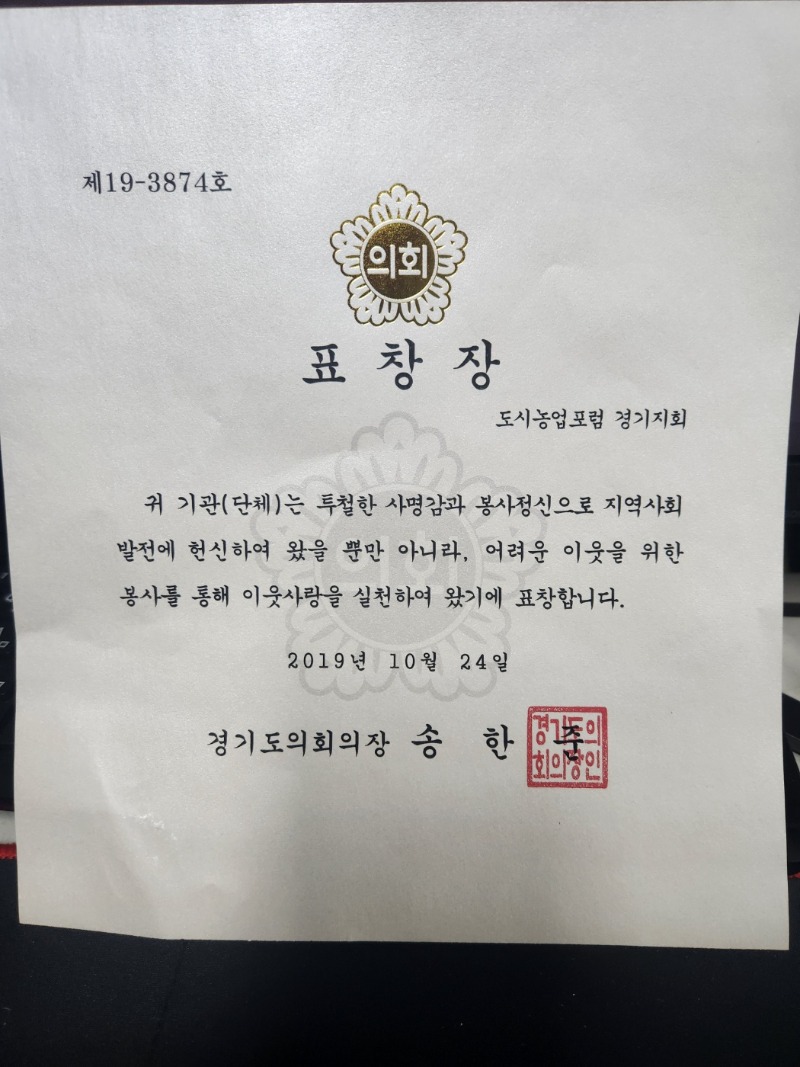 제19-3874호
의회
표 창 장
도시농업포럼 경기지회
귀 기관(단체)는 투철한 사명감과 봉사정신으로 지역사회
발전에 헌신하여 왔을 뿐만 아니라, 어려운 이웃을 위한
봉사를 통해 이웃사랑을 실천하여 왔기에 표창합니다.
2019년 10월 24일
경기도의회의장 송 한 준
경기도의
회의장인